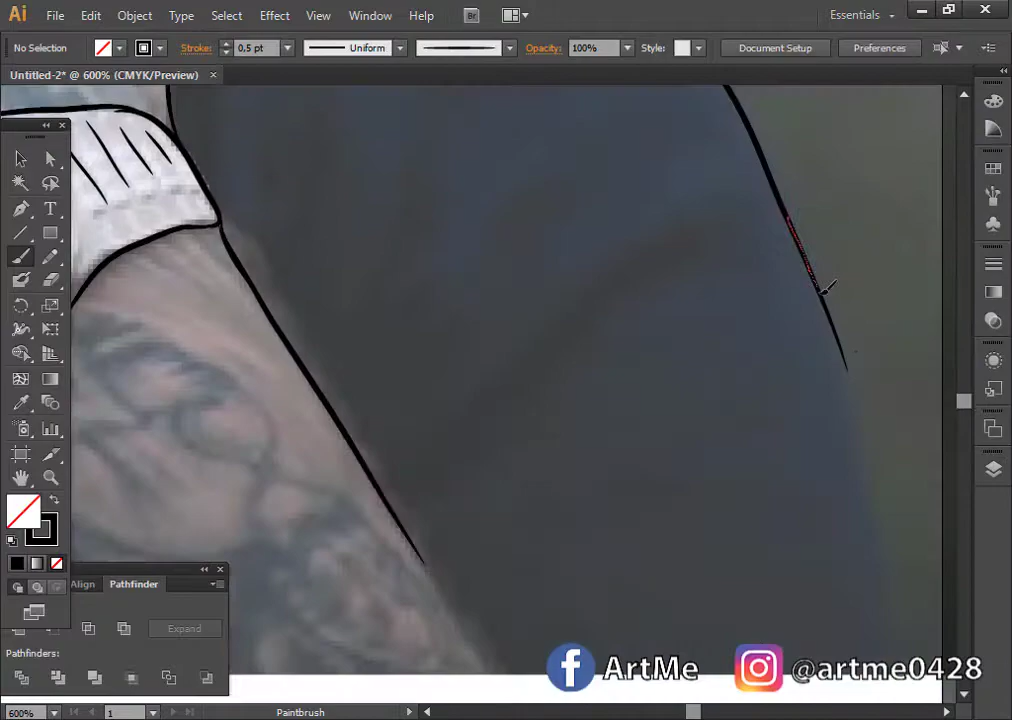 Ai File Edit Object Type Select Effect View Window Help Br Essentials
No Selection Stroke: 0,5 pt Uniform Opacity: 100% Style: Document Setup Preferences
Untitled-2* @ 600% (CMYK/Preview)
Align Pathfinder
Expand
Pathfinders:
ArtMe @artme0428
600% 1 Paintbrush